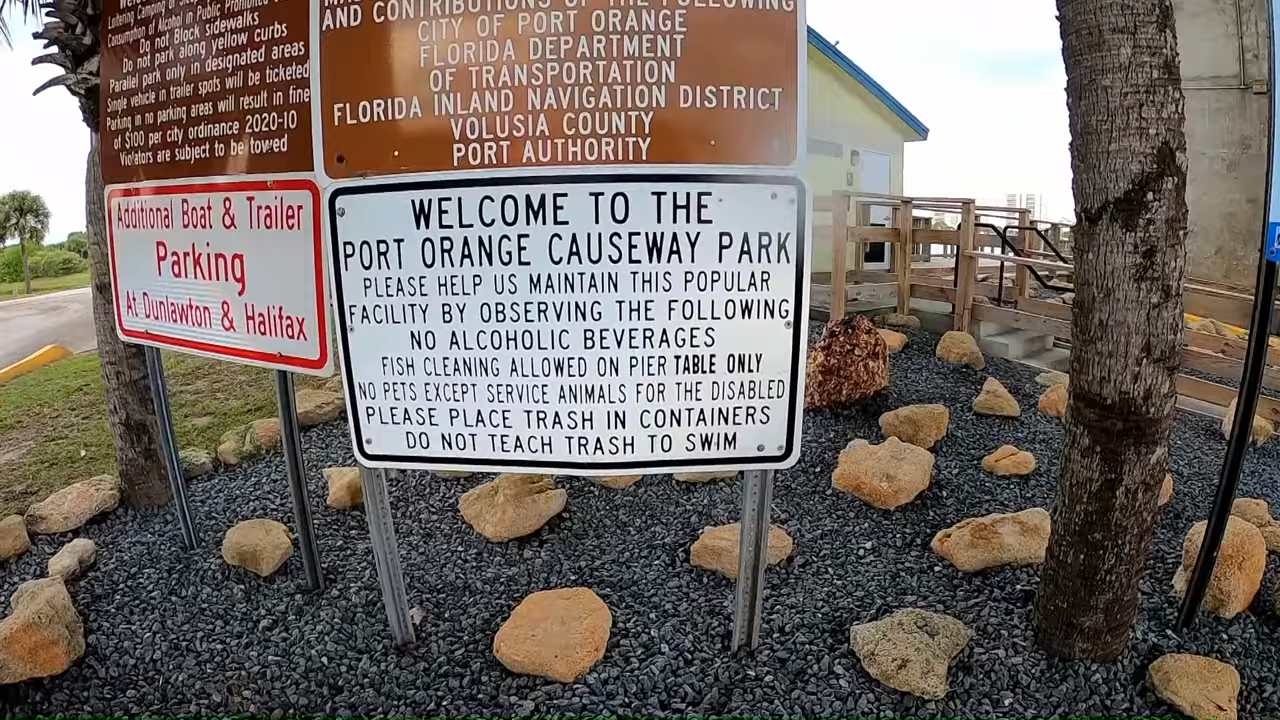 Loitering Camping or
Consumption of Alcohol in Public Prohibited
Do not Block sidewalks
Do not park along yellow curbs
Parallel park only in designated areas
Single vehicle in trailer spots will be ticketed
Parking in no parking areas will result in fine
of $100 per city ordinance 2020-10
Violators are subject to be towed
AND CONTRIBUTIONS OF THE FOLLOWING
CITY OF PORT ORANGE
FLORIDA DEPARTMENT
OF TRANSPORTATION
FLORIDA INLAND NAVIGATION DISTRICT
VOLUSIA COUNTY
PORT AUTHORITY
Additional Boat & Trailer
Parking
At Dunlawton & Halifax
WELCOME TO THE
PORT ORANGE CAUSEWAY PARK
PLEASE HELP US MAINTAIN THIS POPULAR
FACILITY BY OBSERVING THE FOLLOWING
NO ALCOHOLIC BEVERAGES
FISH CLEANING ALLOWED ON PIER TABLE ONLY
NO PETS EXCEPT SERVICE ANIMALS FOR THE DISABLED
PLEASE PLACE TRASH IN CONTAINERS
DO NOT TEACH TRASH TO SWIM